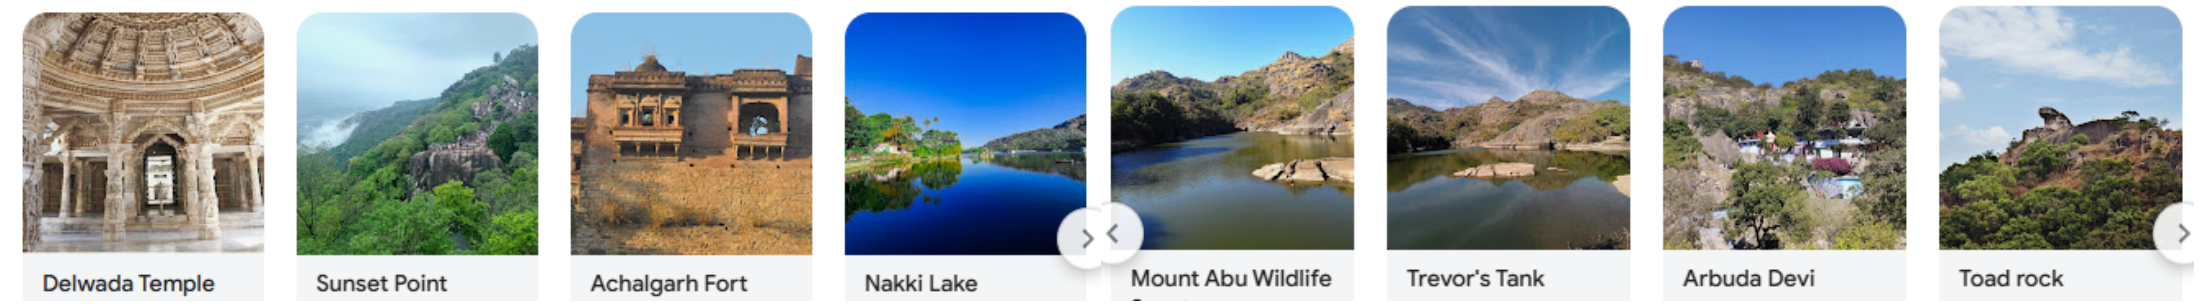 Delwada Temple
Sunset Point
Achalgarh Fort
Nakki Lake
Mount Abu Wildlife
Trevor's Tank
Arbuda Devi
Toad rock